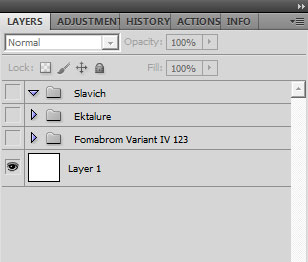 LAYERS ADJUSTMENT HISTORY ACTIONS INFO
Normal Opacity: 100%
Lock: Fill: 100%
Slavich
Ektalure
Fomabrom Variant IV 123
Layer 1